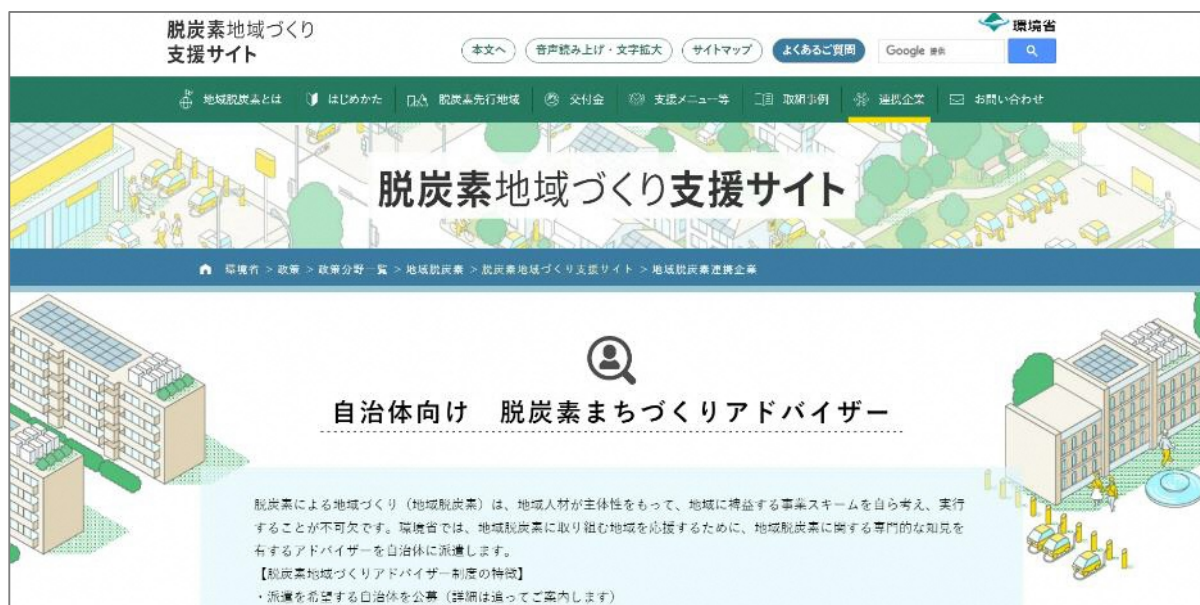 脱炭素地域づくり
支援サイト
環境省
本文へ 音声読み上げ・文字拡大 サイトマップ よくあるご質問 Google 提供
地域脱炭素とは はじめかた 脱炭素先行地域 交付金 支援メニュー等 取組事例 連携企業 お問い合わせ
脱炭素地域づくり支援サイト
環境省 > 政策 > 政策分野一覧 > 地域脱炭素 > 脱炭素地域づくり支援サイト > 地域脱炭素連携企業
自治体向け 脱炭素まちづくりアドバイザー
脱炭素による地域づくり（地域脱炭素）は、地域人材が主体性をもって、地域に裨益する事業スキームを自ら考え、実行
することが不可欠です。環境省では、地域脱炭素に取り組む地域を応援するために、地域脱炭素に関する専門的な知見を
有するアドバイザーを自治体に派遣します。
【脱炭素地域づくりアドバイザー制度の特徴】
・派遣を希望する自治体を公募（詳細は追ってご案内します）